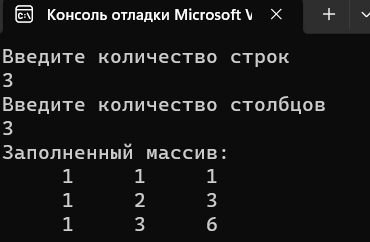 Консоль отладки Microsoft V
Введите количество строк
3
Введите количество столбцов
3
Заполненный массив:
1 1 1
1 2 3
1 3 6